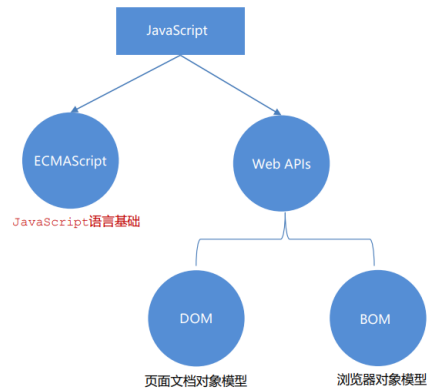 JavaScript
ECMAScript
Web APIs
JavaScript语言基础
DOM
BOM
页面文档对象模型
浏览器对象模型